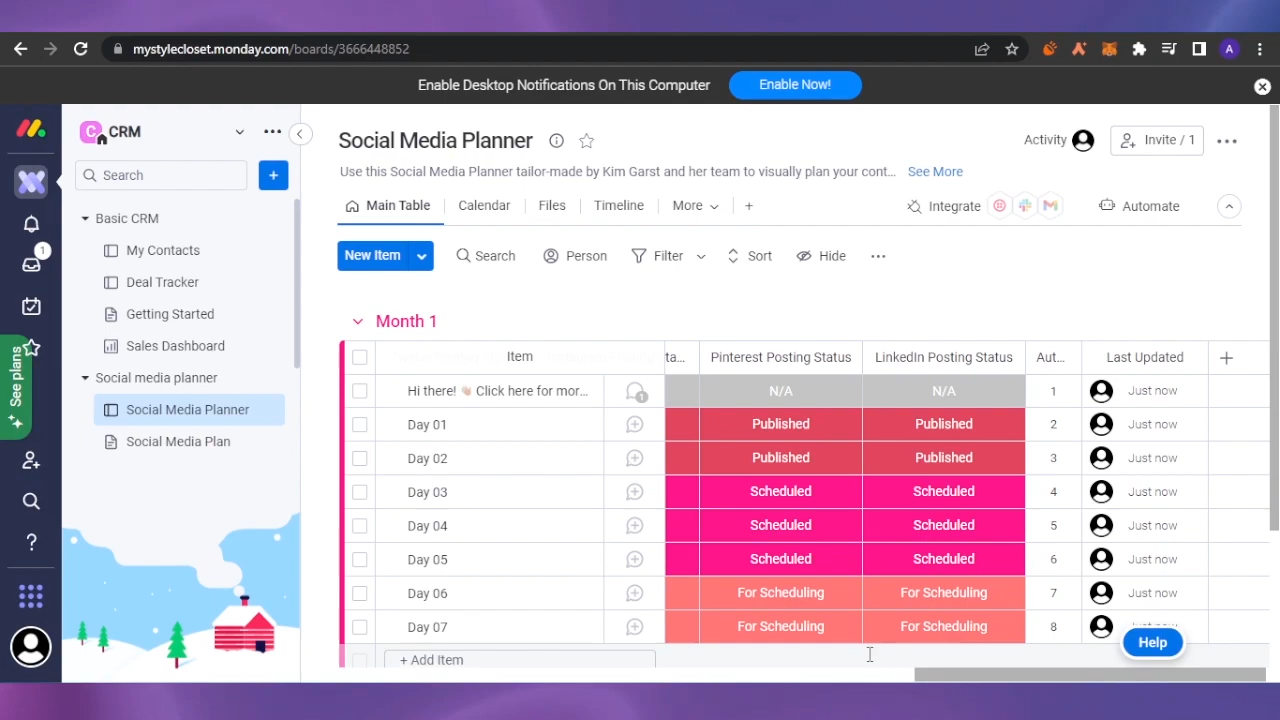 mystylecloset.monday.com/boards/3666448852
A
Enable Desktop Notifications On This Computer
Enable Now!
C CRM
Search
+
Basic CRM
My Contacts
Deal Tracker
Getting Started
Sales Dashboard
Social media planner
Social Media Planner
Social Media Plan
1
See plans
?
Social Media Planner
Activity
Invite / 1
Use this Social Media Planner tailor-made by Kim Garst and her team to visually plan your cont... See More
Main Table
Calendar
Files
Timeline
More
+
Integrate
Automate
New Item
Search
Person
Filter
Sort
Hide
Month 1
Item ta... Pinterest Posting Status LinkedIn Posting Status Aut... Last Updated +
Hi there! 👋🏻 Click here for mor... 1 N/A N/A 1 Just now
Day 01 Published Published 2 Just now
Day 02 Published Published 3 Just now
Day 03 Scheduled Scheduled 4 Just now
Day 04 Scheduled Scheduled 5 Just now
Day 05 Scheduled Scheduled 6 Just now
Day 06 For Scheduling For Scheduling 7 Just now
Day 07 For Scheduling For Scheduling 8 Just now
+ Add Item
Help